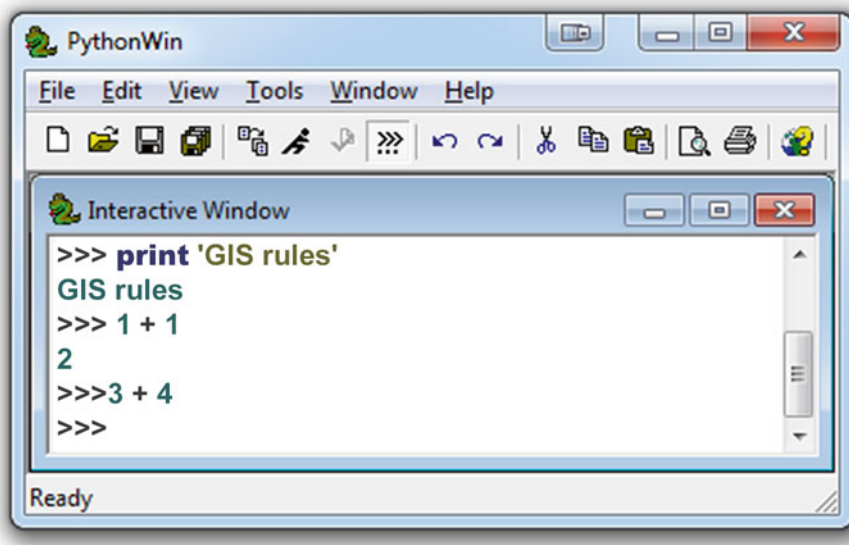 PythonWin
File Edit View Tools Window Help
>>>
Interactive Window
>>> print 'GIS rules'
GIS rules
>>> 1 + 1
2
>>>3 + 4
>>>
Ready